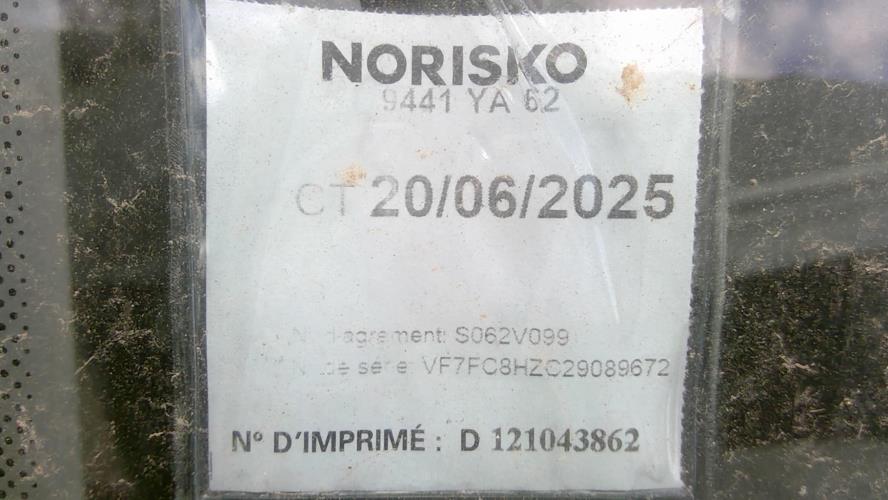 NORISKO
9441 YA 62
CT 20/06/2025
N° d'agrément: S062V099
N° de série: VF7FC8HZC29089672
N° D'IMPRIMÉ : D 121043862